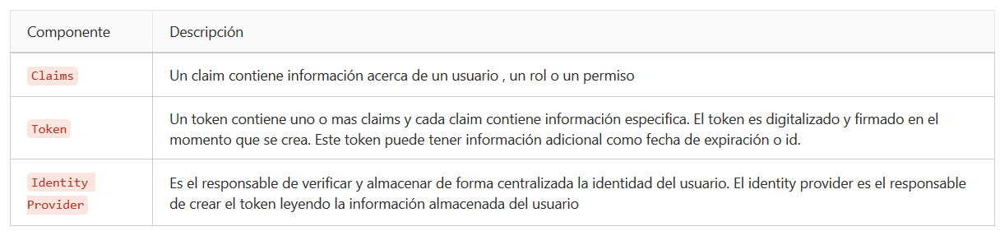 Componente Descripción
Claims Un claim contiene información acerca de un usuario , un rol o un permiso
Token Un token contiene uno o mas claims y cada claim contiene información especifica. El token es digitalizado y firmado en el
momento que se crea. Este token puede tener información adicional como fecha de expiración o id.
Identity Provider Es el responsable de verificar y almacenar de forma centralizada la identidad del usuario. El identity provider es el responsable
de crear el token leyendo la información almacenada del usuario